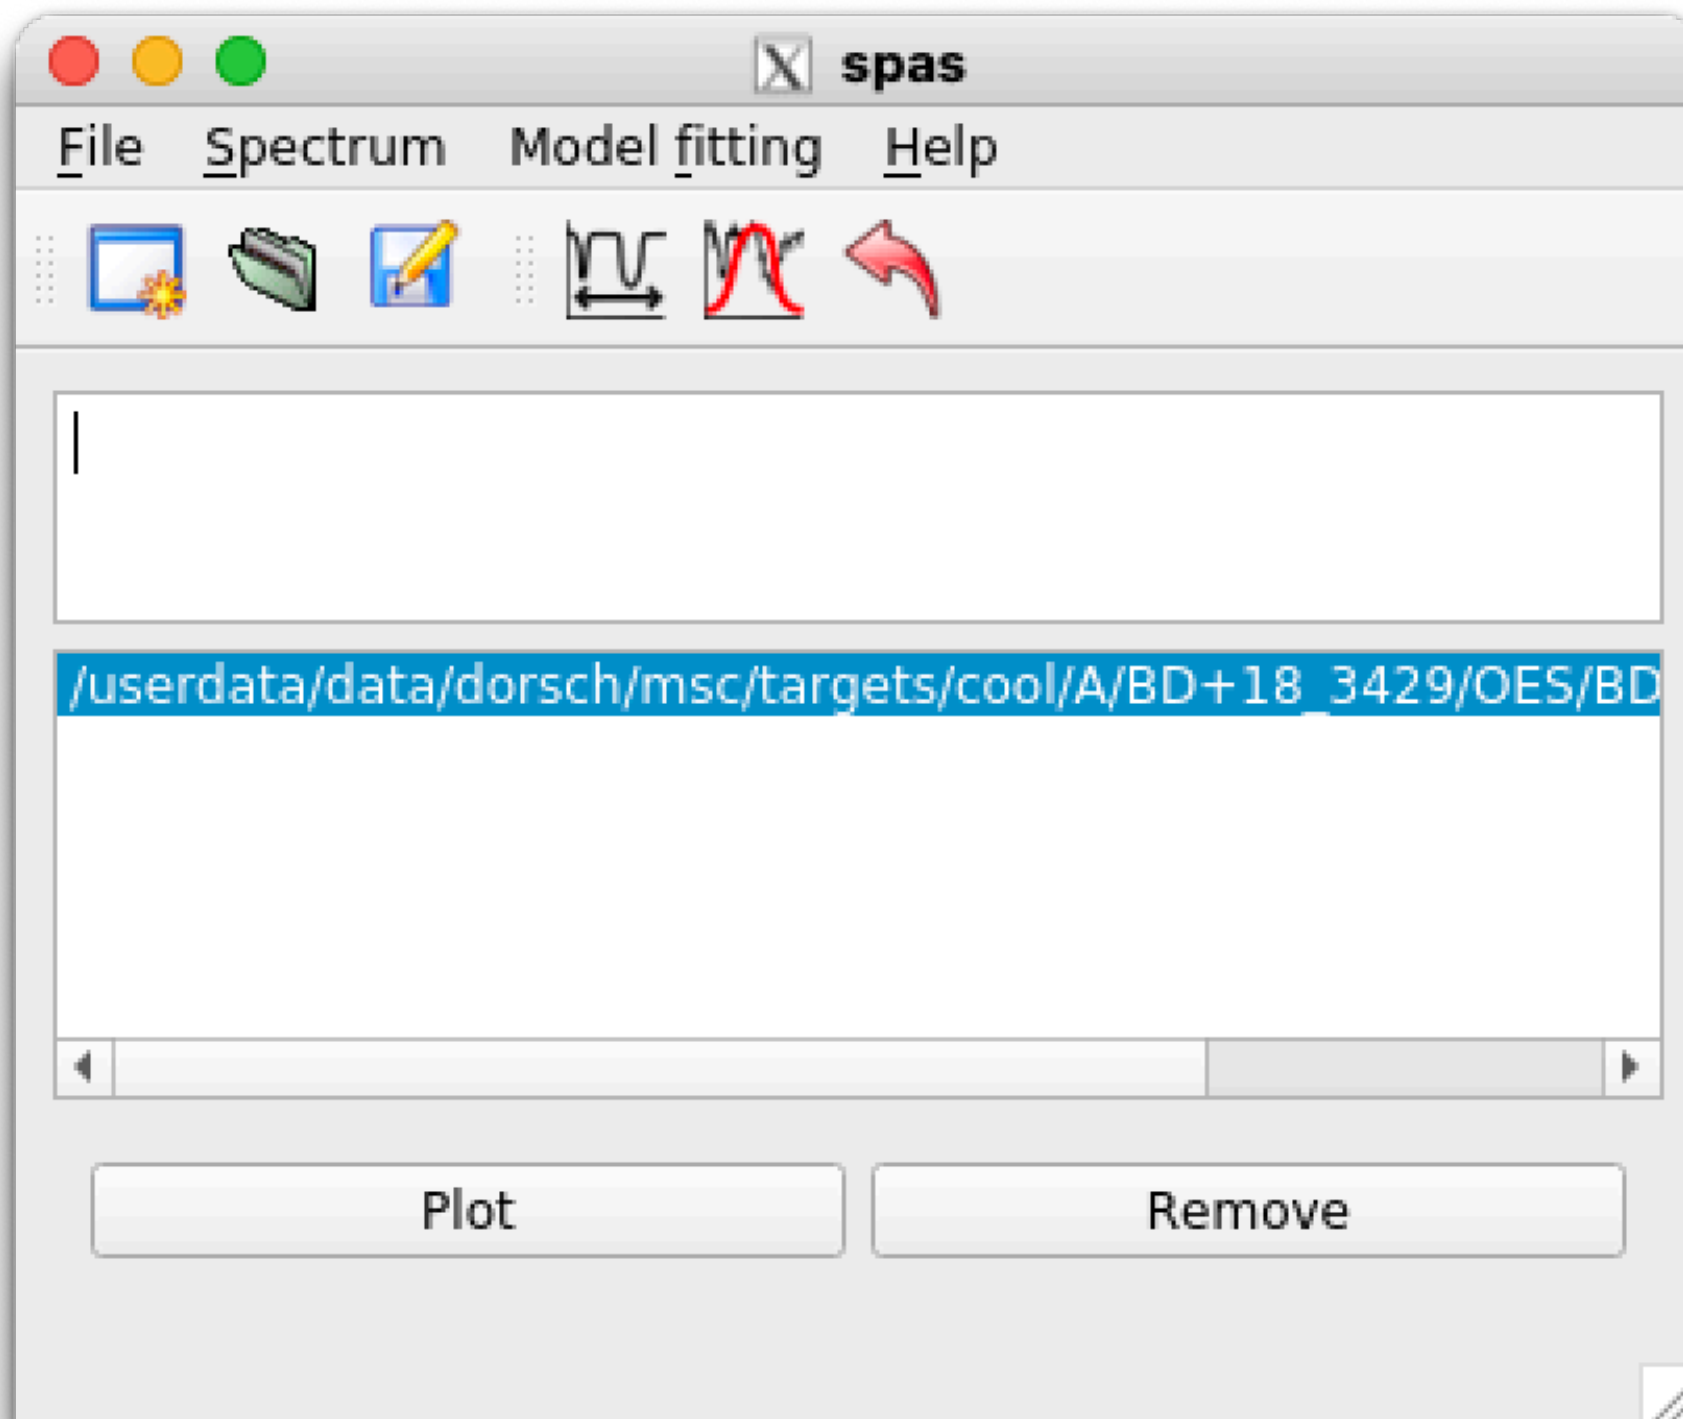 spas
File Spectrum Model fitting Help
/userdata/data/dorsch/msc/targets/cool/A/BD+18_3429/OES/BD
Plot Remove